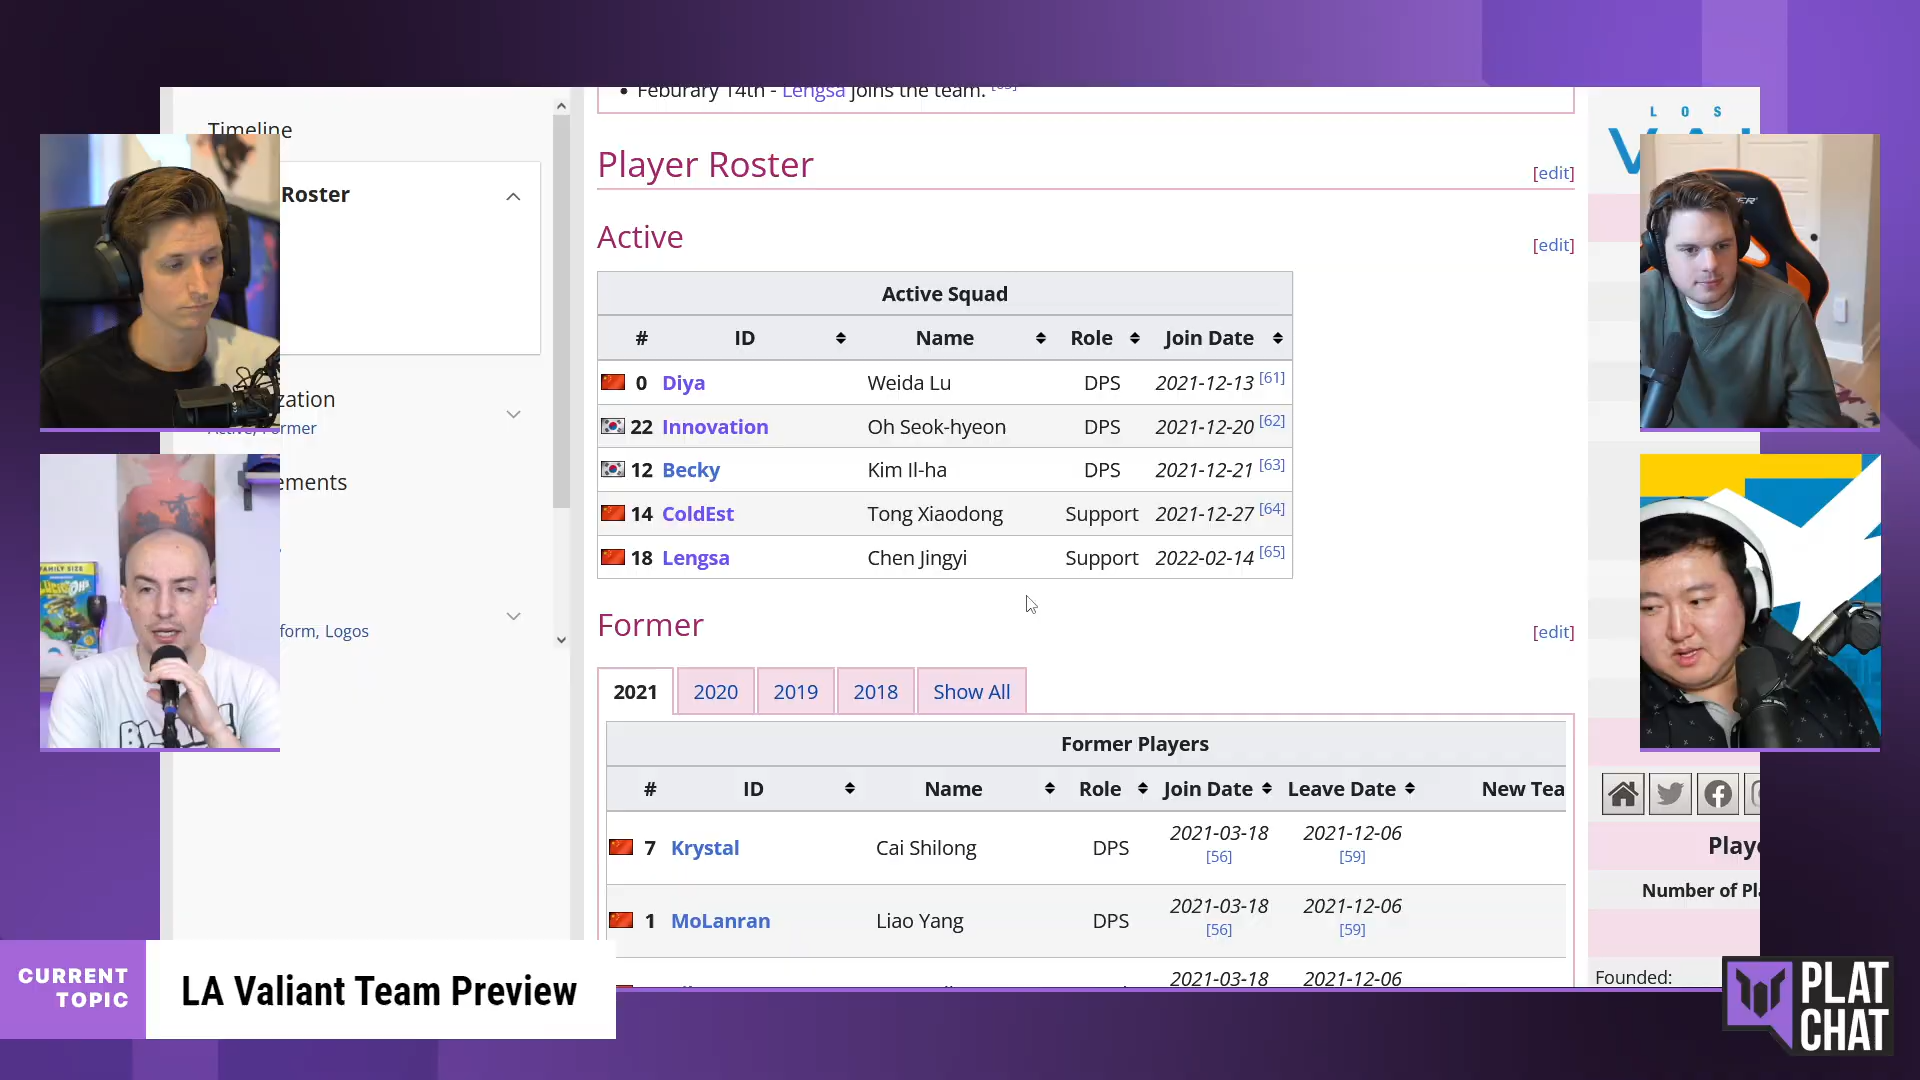 Feburary 14th - Lengsa joins the team.
Timeline
L O S
Player Roster
[edit]
Roster
Active
[edit]
Active Squad
# ID Name Role Join Date
0 Diya Weida Lu DPS 2021-12-13 [61]
22 Innovation Oh Seok-hyeon DPS 2021-12-20 [62]
12 Becky Kim Il-ha DPS 2021-12-21 [63]
14 ColdEst Tong Xiaodong Support 2021-12-27 [64]
18 Lengsa Chen Jingyi Support 2022-02-14 [65]
Former
[edit]
2021 2020 2019 2018 Show All
Former Players
# ID Name Role Join Date Leave Date New Tea
7 Krystal Cai Shilong DPS 2021-03-18 [56] 2021-12-06 [59]
1 MoLanran Liao Yang DPS 2021-03-18 [56] 2021-12-06 [59]
2021-03-18 2021-12-06
zation
ements
form, Logos
FAMILY SIZE
Playe
Number of Pla
Founded:
CURRENT
TOPIC
LA Valiant Team Preview
PLAT
CHAT